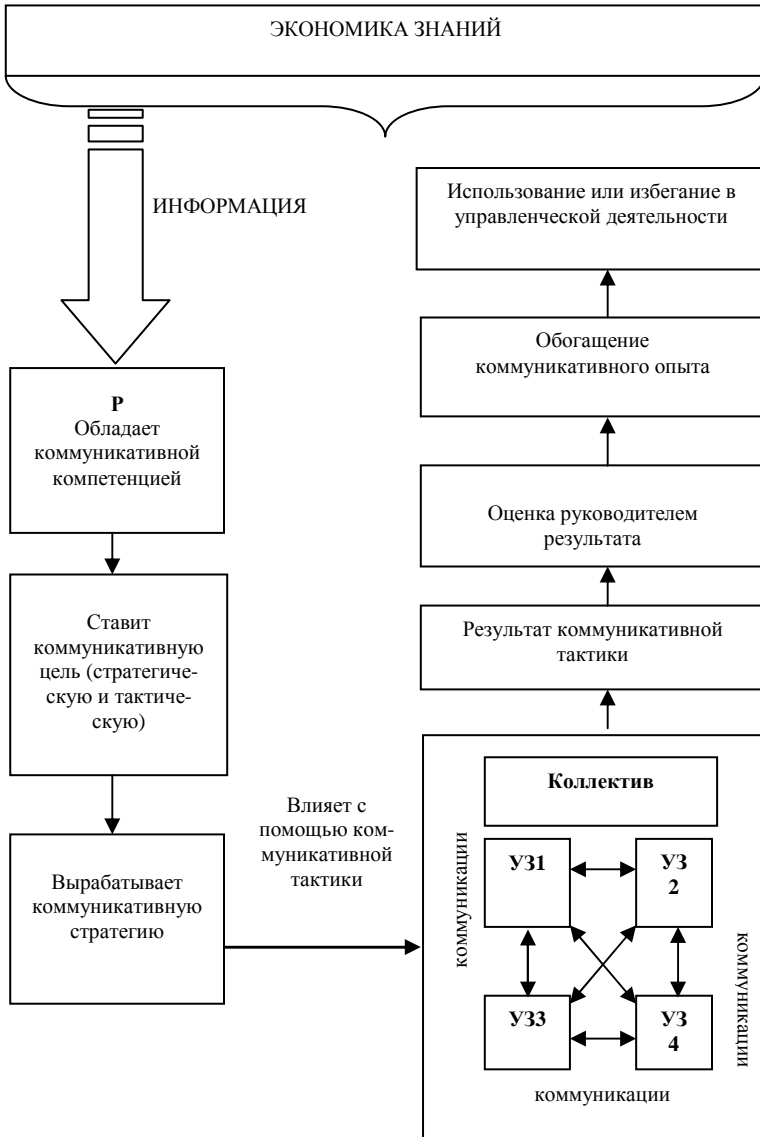 ЭКОНОМИКА ЗНАНИЙ
ИНФОРМАЦИЯ
Р
Обладает
коммуникативной
компетенцией
Ставит
коммуникативную
цель (стратегиче-
скую и тактиче-
скую)
Вырабатывает
коммуникативную
стратегию
Влияет с
помощью ком-
муникативной
тактики
Использование или избегание в
управленческой деятельности
Обогащение
коммуникативного опыта
Оценка руководителем
результата
Результат коммуникативной
тактики
Коллектив
коммуникации
УЗ1
УЗ
2
УЗ3
УЗ
4
коммуникации
коммуникации